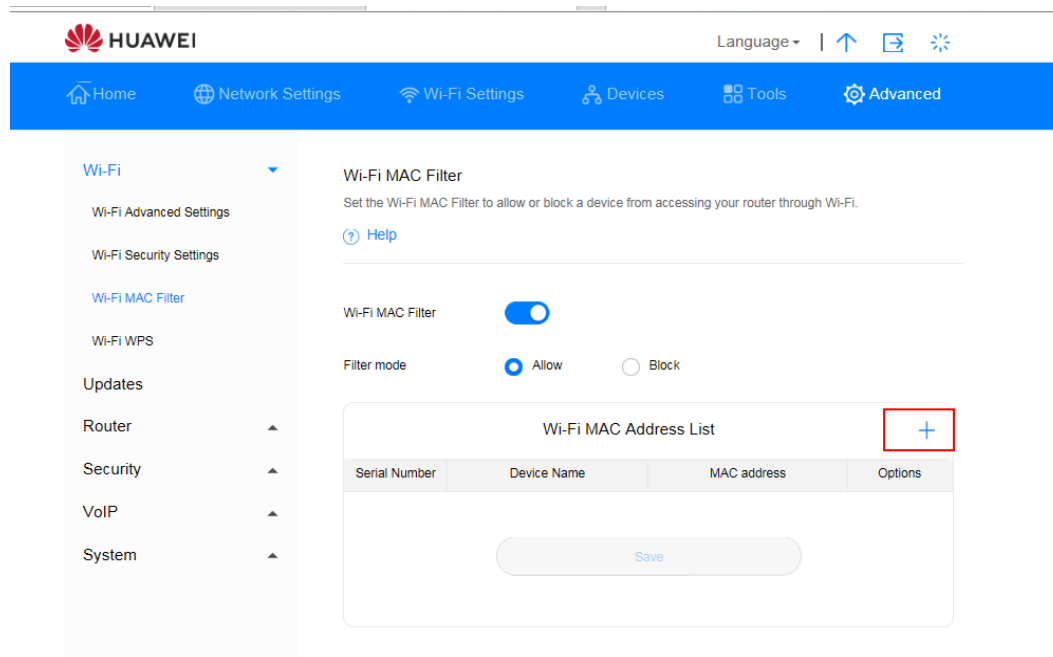 HUAWEI
Language
Home Network Settings Wi-Fi Settings Devices Tools Advanced
Wi-Fi
Wi-Fi Advanced Settings
Wi-Fi Security Settings
Wi-Fi MAC Filter
Wi-Fi WPS
Updates
Router
Security
VoIP
System
Wi-Fi MAC Filter
Set the Wi-Fi MAC Filter to allow or block a device from accessing your router through Wi-Fi.
? Help
Wi-Fi MAC Filter
Filter mode Allow Block
Wi-Fi MAC Address List +
Serial Number Device Name MAC address Options
Save